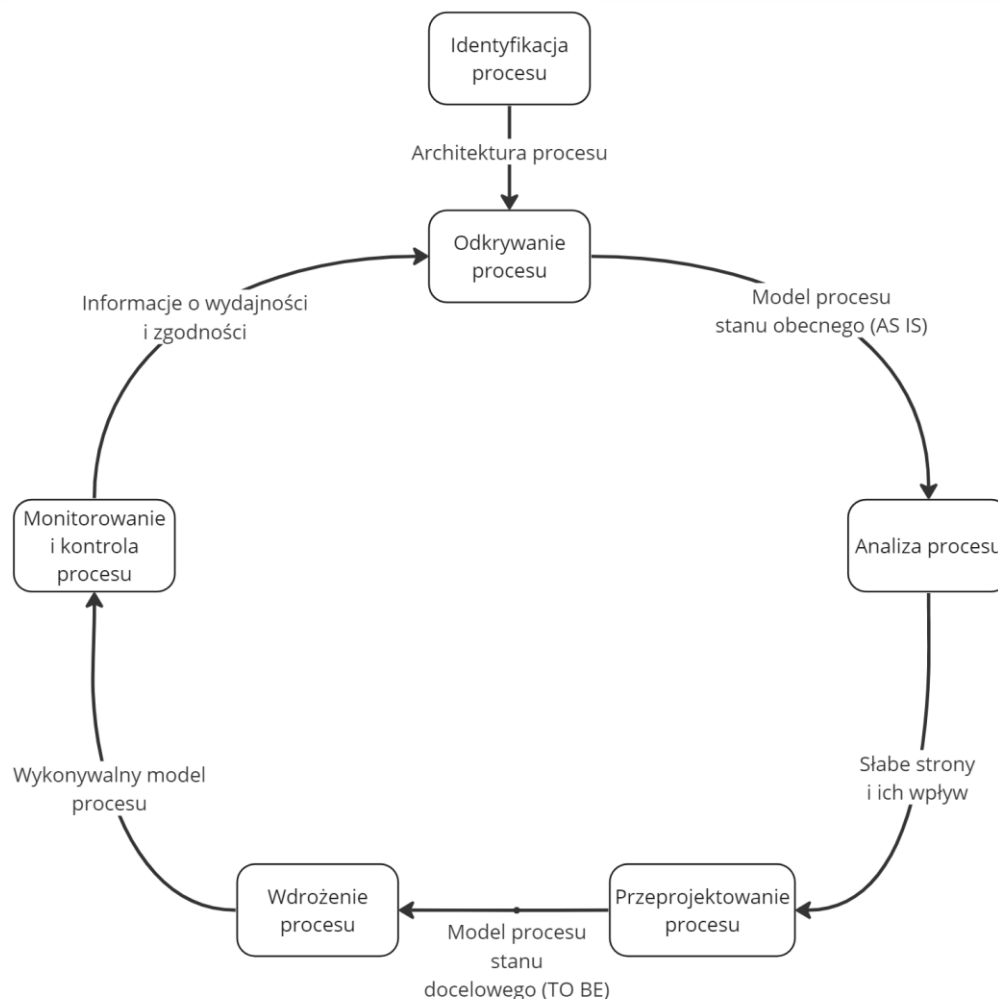 Identyfikacja
procesu
Architektura procesu
Odkrywanie
procesu
Model procesu
stanu obecnego (AS IS)
Analiza procesu
Słabe strony
i ich wpływ
Przeprojektowanie
procesu
Model procesu
stanu
docelowego (TO BE)
Wdrożenie
procesu
Wykonywalny model
procesu
Monitorowanie
i kontrola
procesu
Informacje o wydajności
i zgodności